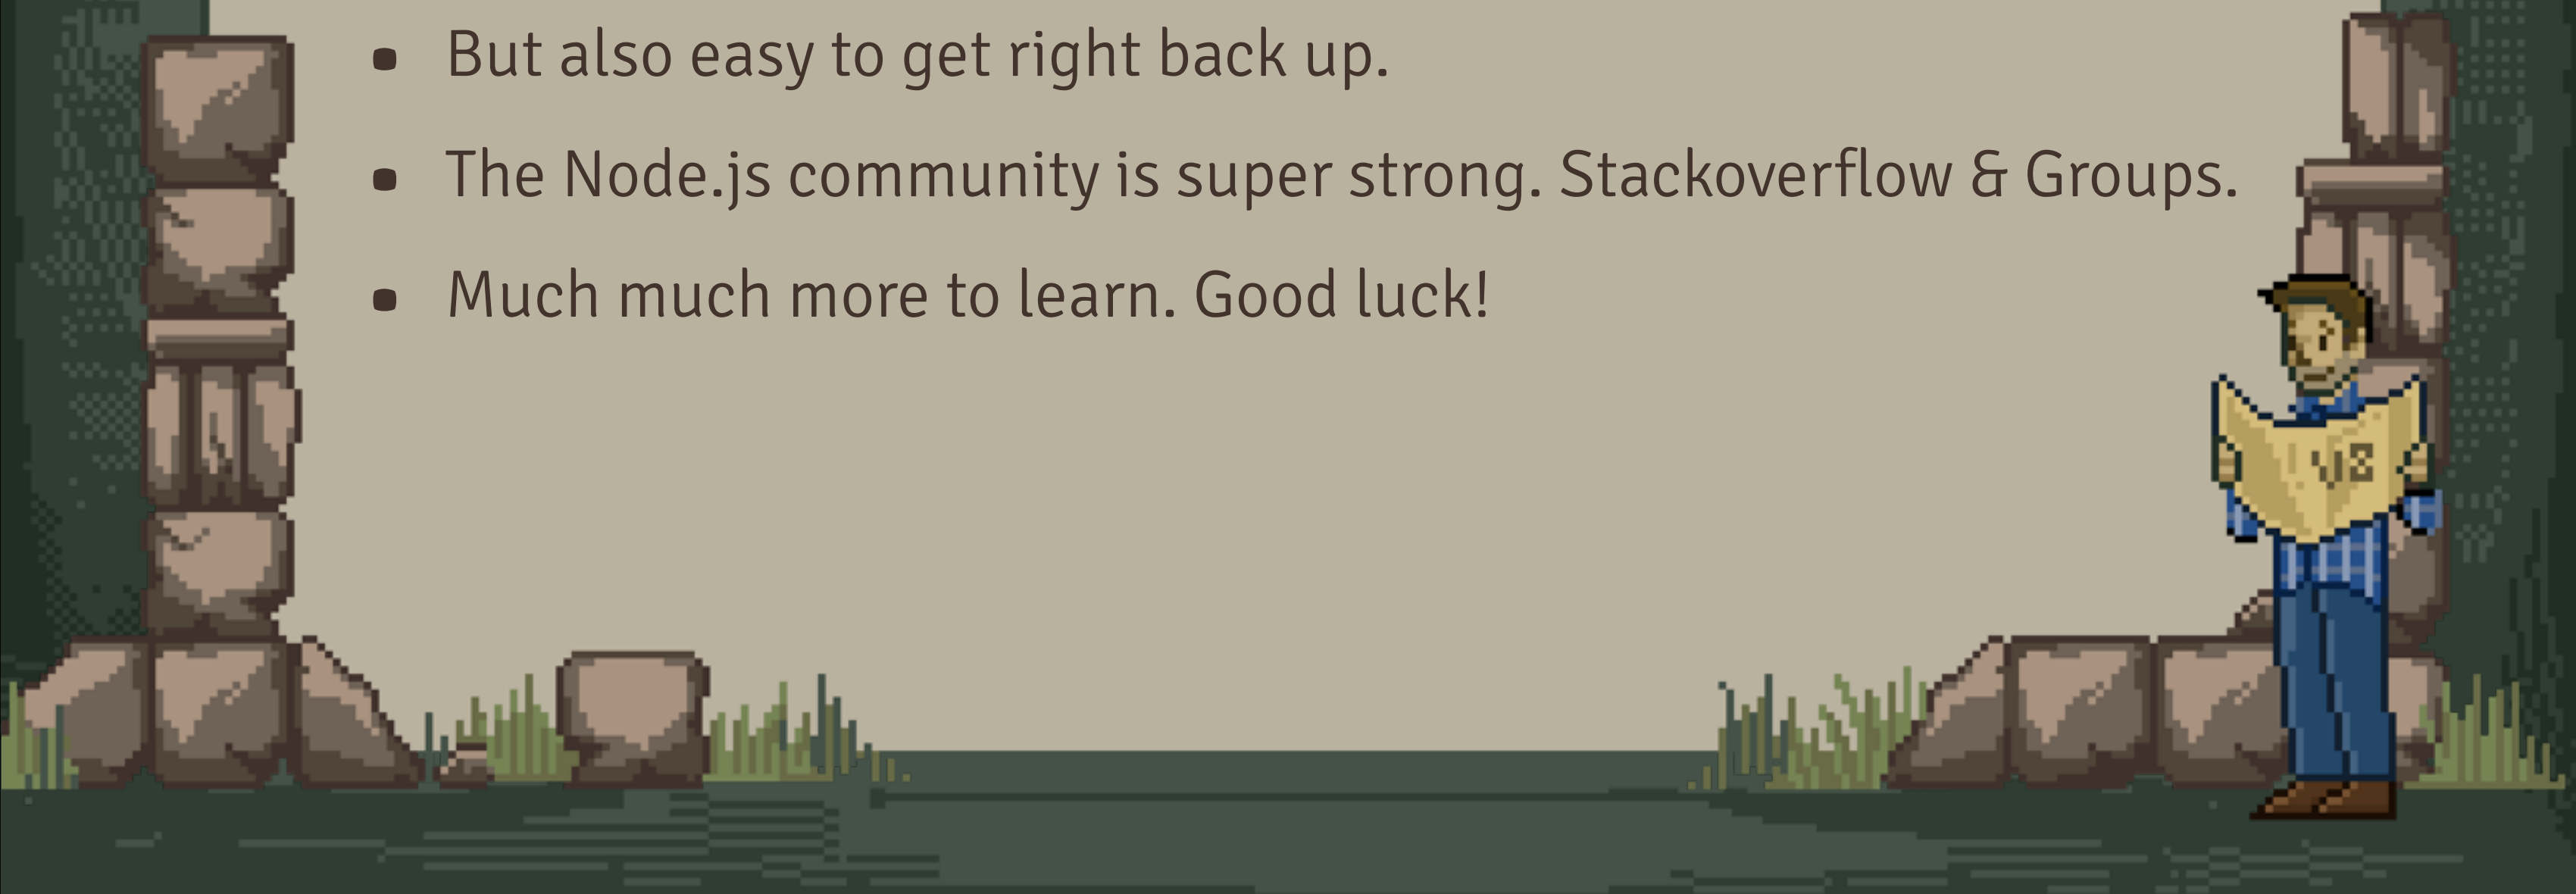 • But also easy to get right back up.
• The Node.js community is super strong. Stackoverflow & Groups.
• Much much more to learn. Good luck!
V8